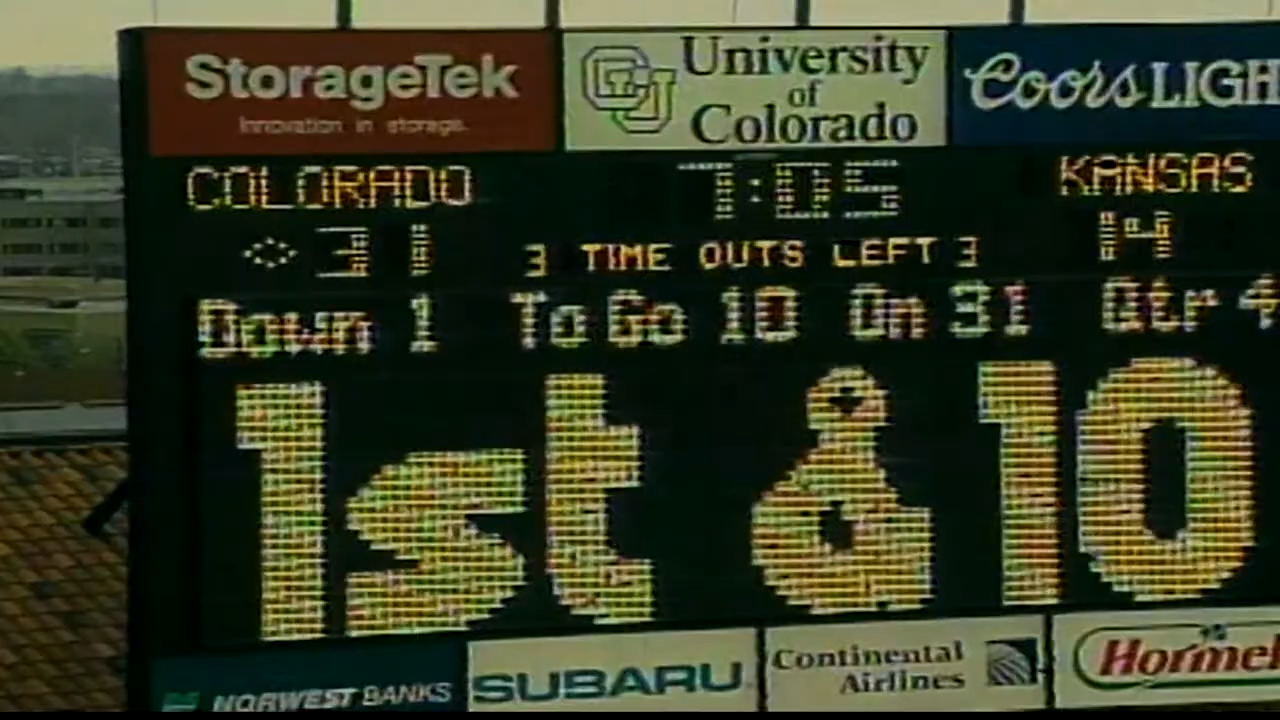 StorageTek
Innovation in storage.
CU
University
of
Colorado
Coors LIGH
COLORADO 7:05 KANSAS
31 3 TIME OUTS LEFT 3 14
Down 1 To Go 10 On 31 Qtr 4
1st & 10
NORWEST BANKS
SUBARU
Continental
Airlines
Hormel